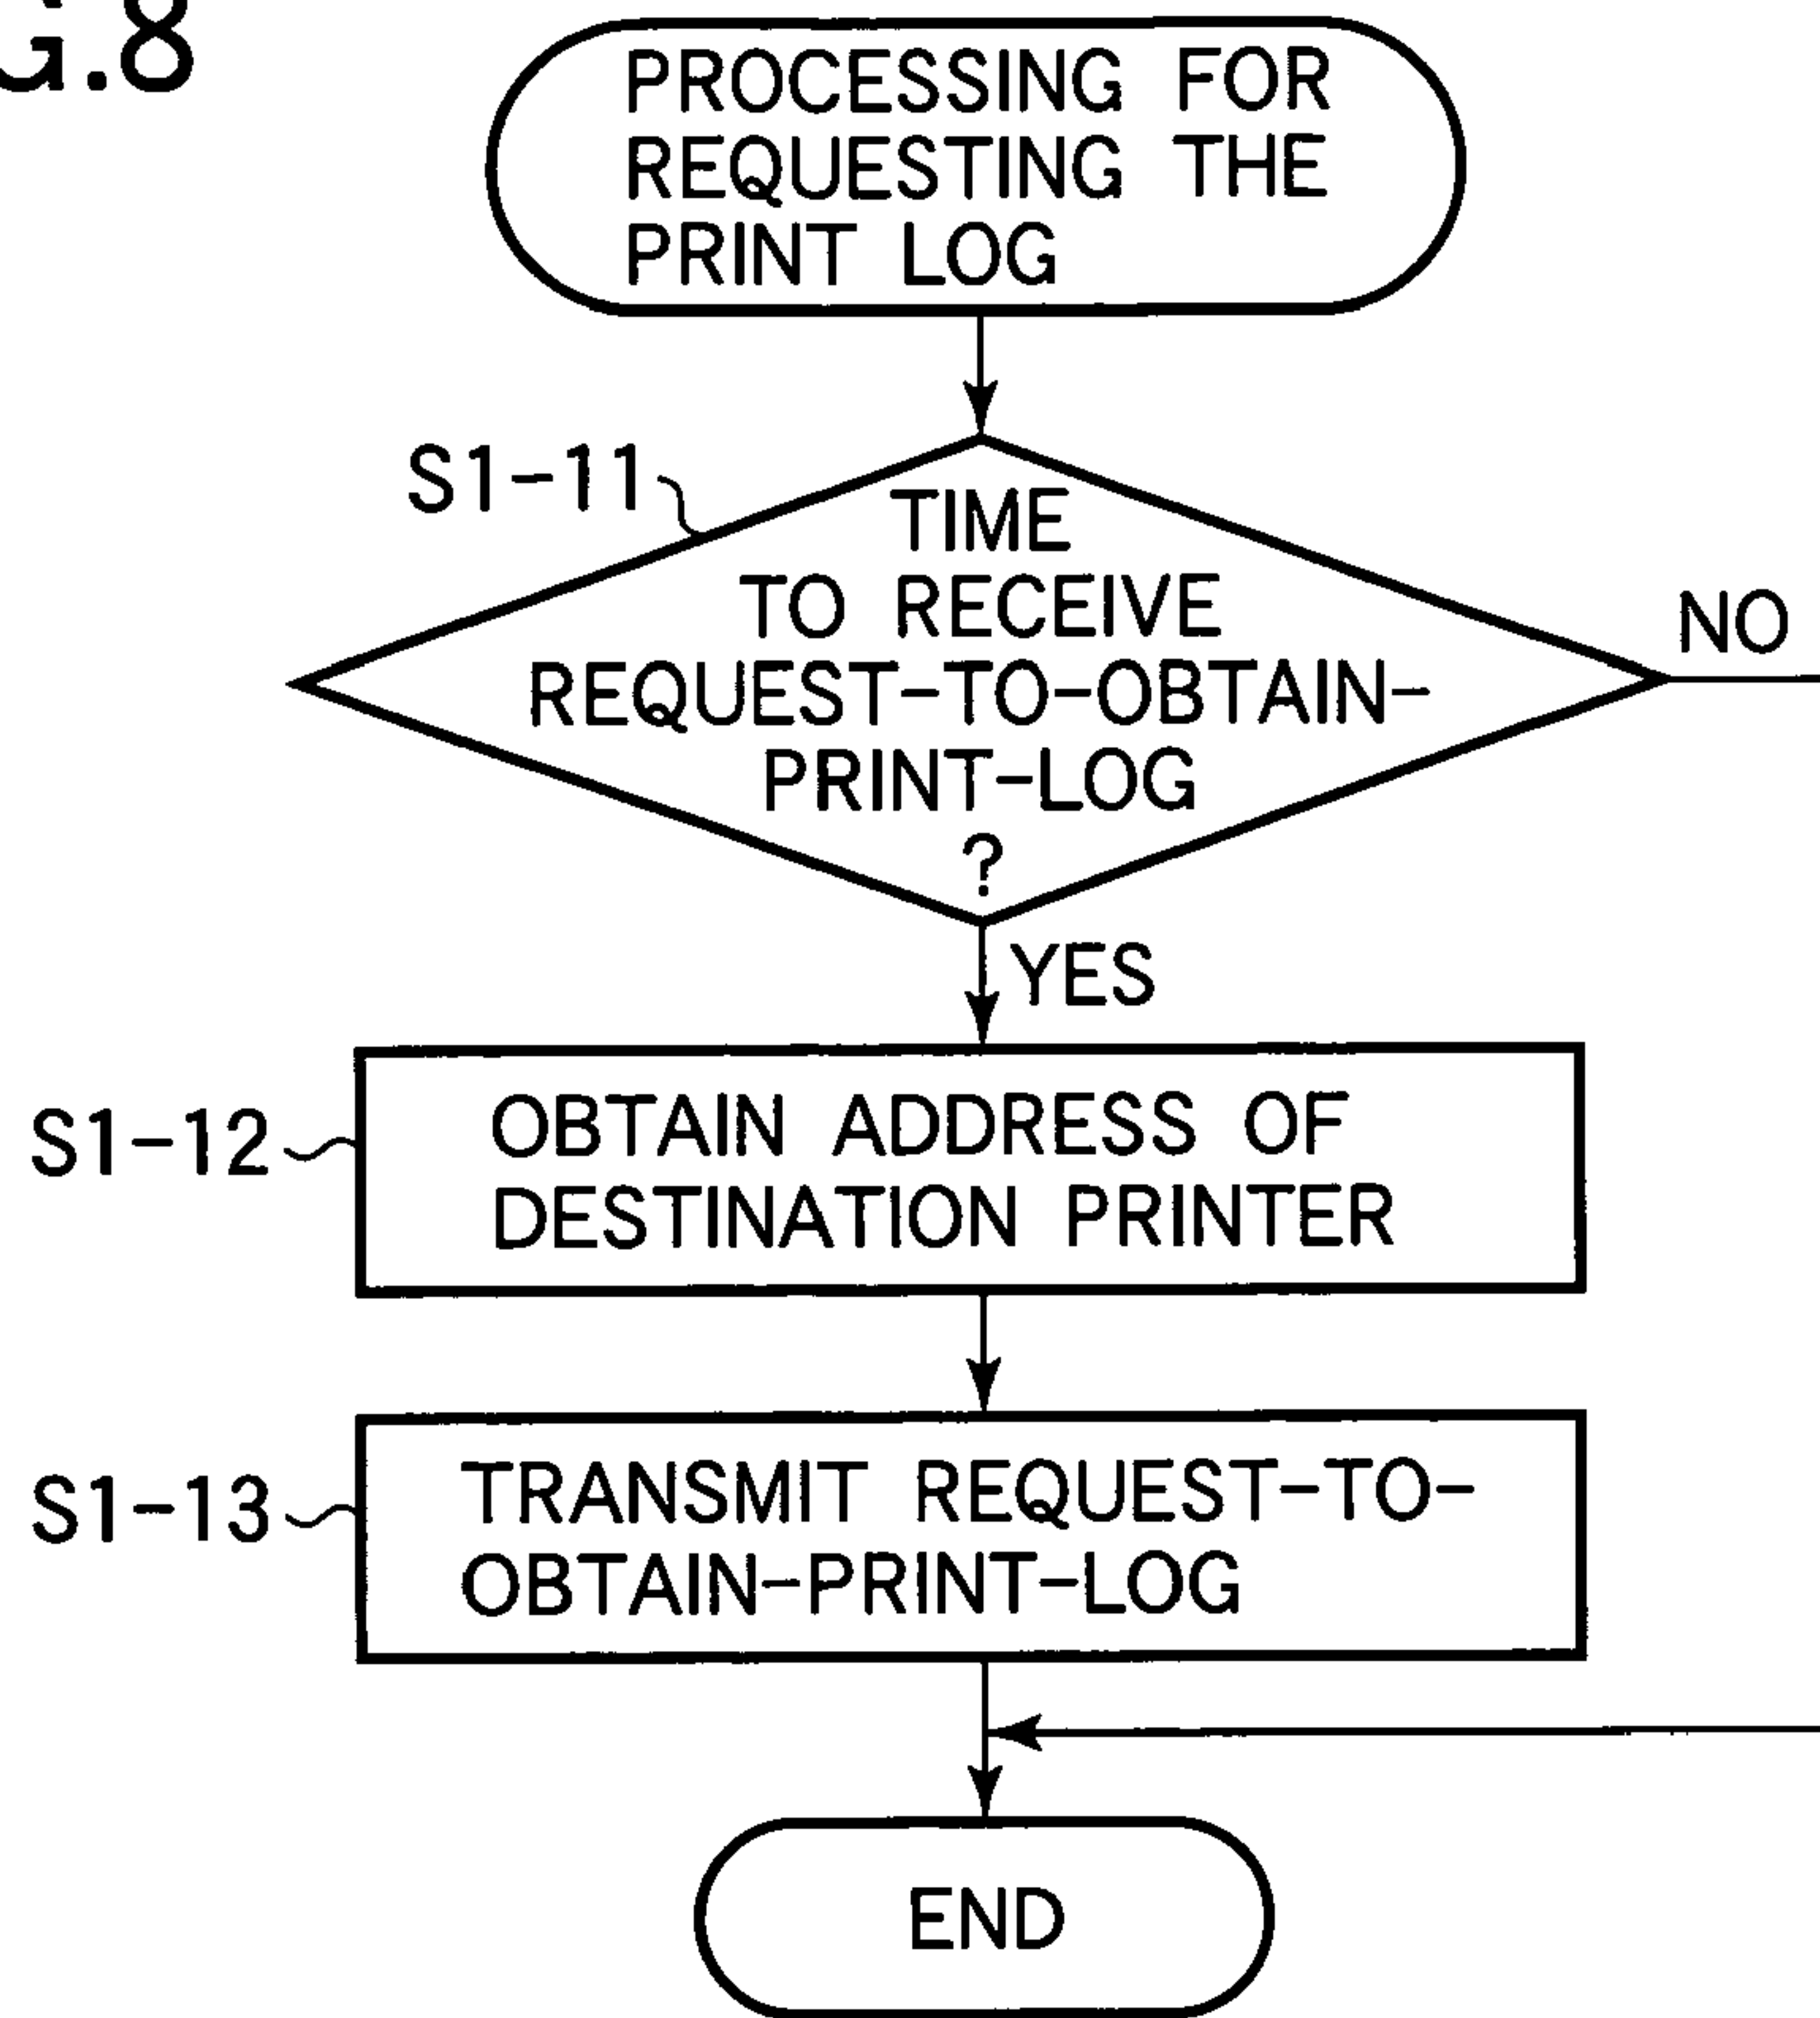 G.8
PROCESSING FOR
REQUESTING THE
PRINT LOG
S1-11
TIME
TO RECEIVE
REQUEST-TO-OBTAIN-
PRINT-LOG
?
NO
YES
S1-12
OBTAIN ADDRESS OF
DESTINATION PRINTER
S1-13
TRANSMIT REQUEST-TO-
OBTAIN-PRINT-LOG
END